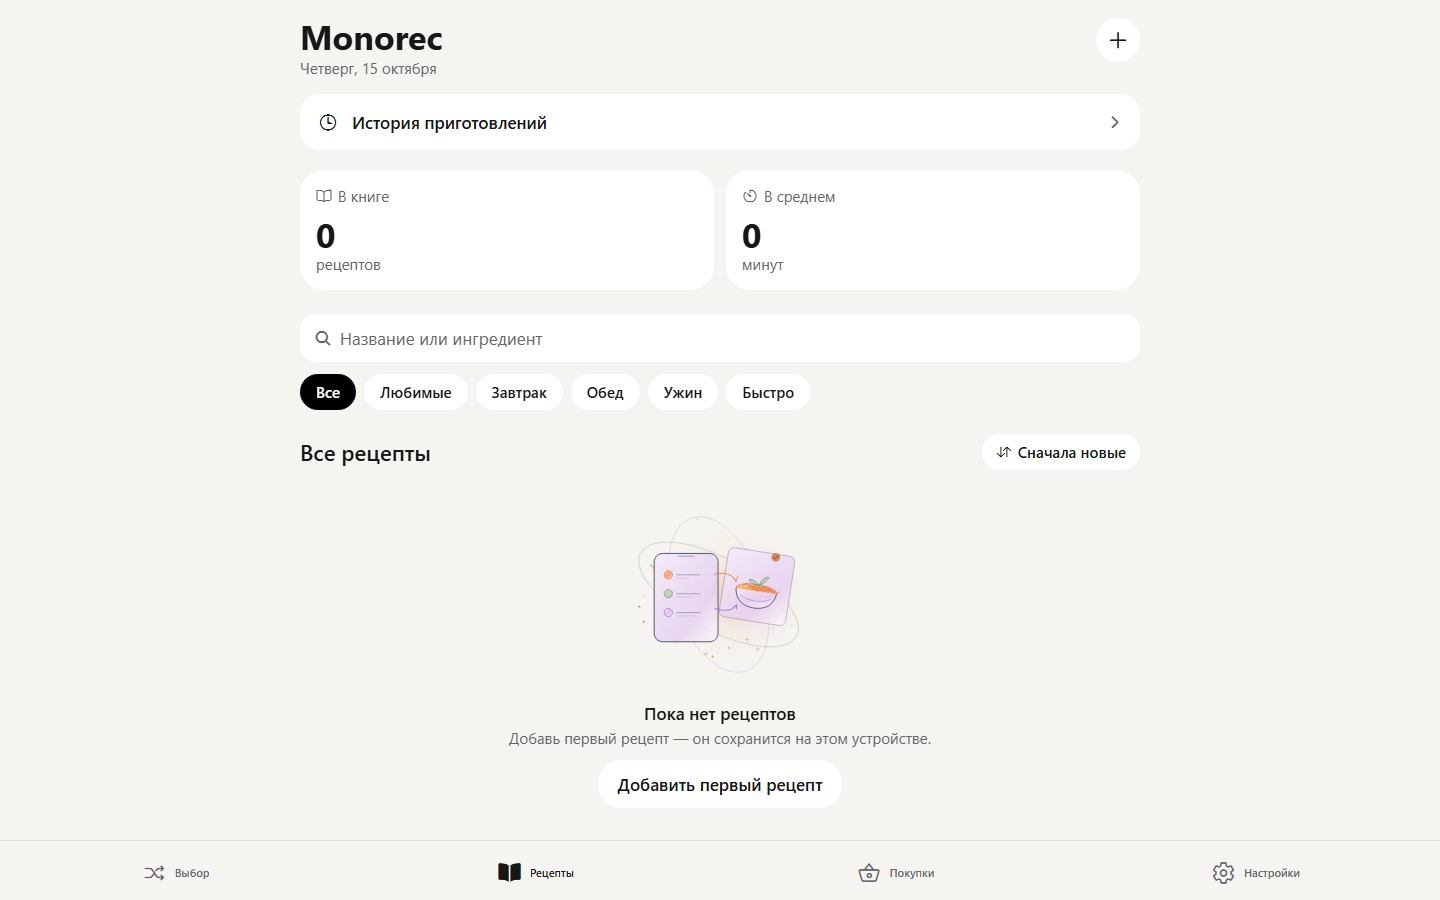 Monorec
Четверг, 15 октября
История приготовлений
В книге
0
рецептов
В среднем
0
минут
Название или ингредиент
Все
Любимые
Завтрак
Обед
Ужин
Быстро
Все рецепты
Сначала новые
Пока нет рецептов
Добавь первый рецепт — он сохранится на этом устройстве.
Добавить первый рецепт
Выбор
Рецепты
Покупки
Настройки